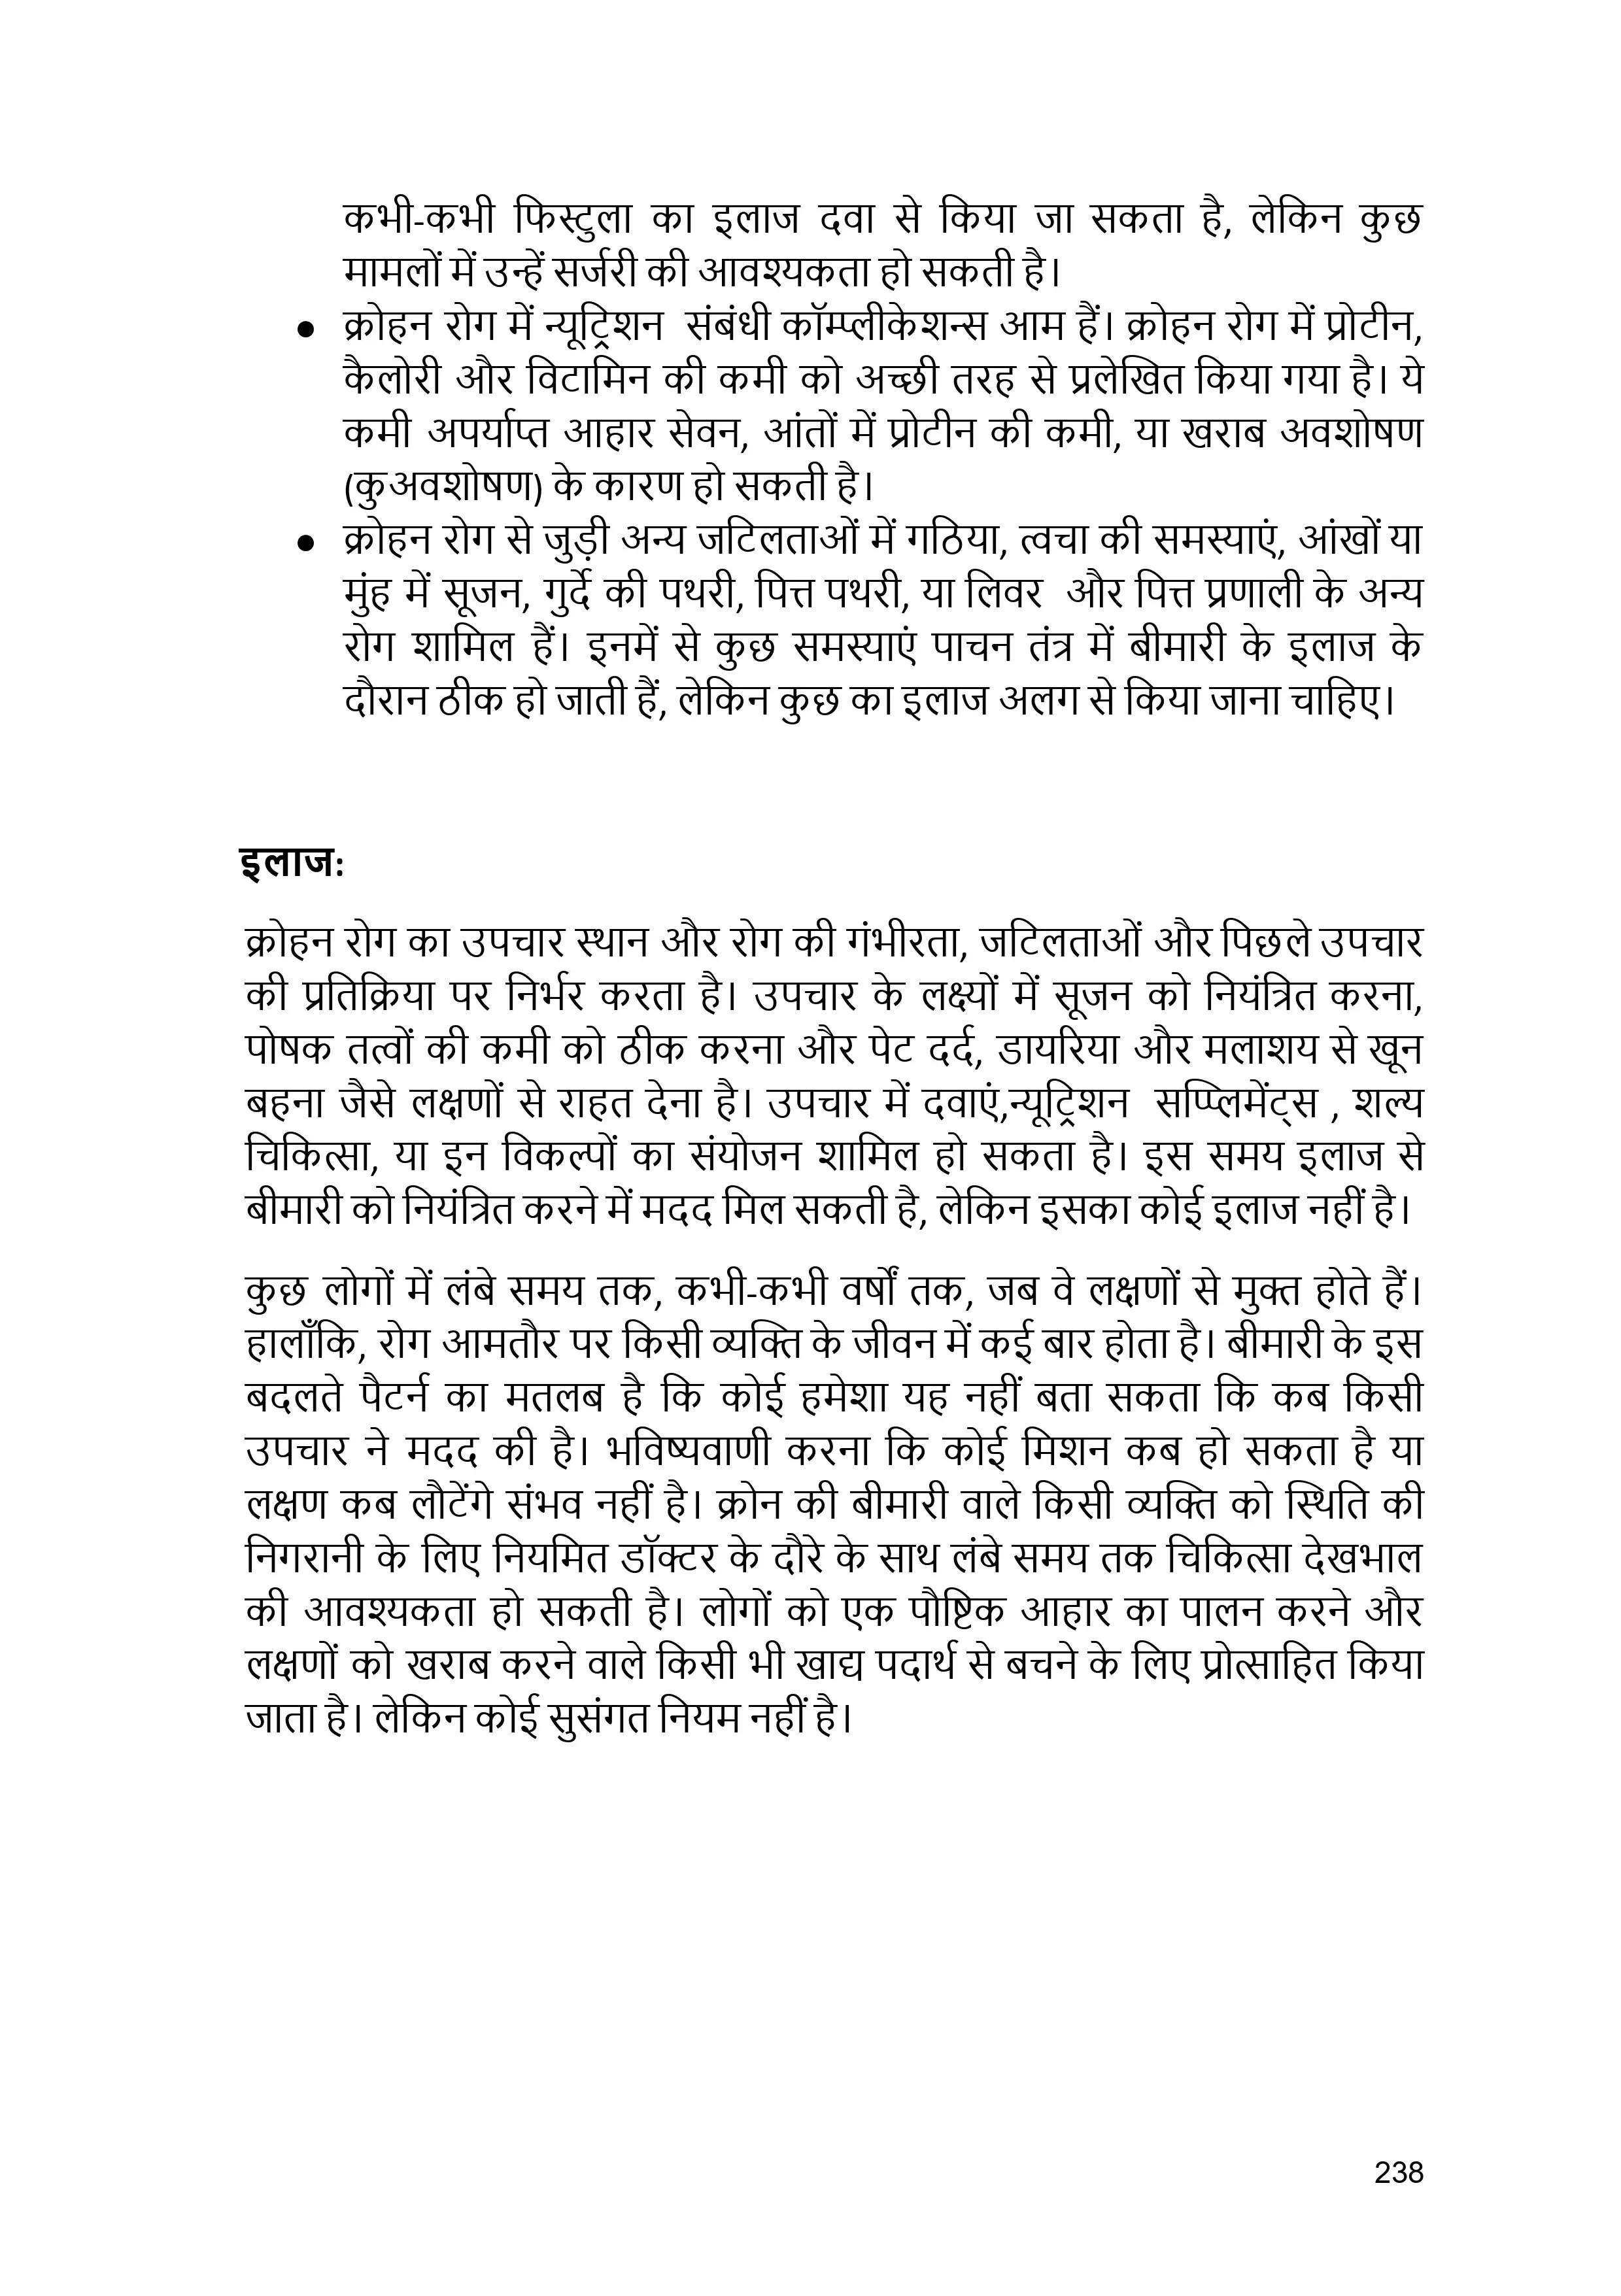 कभी-कभी फिस्टुला का इलाज दवा से किया जा सकता है, लेकिन कुछ
मामलों में उन्हें सर्जरी की आवश्यकता हो सकती है।
● क्रोहन रोग में न्यूट्रिशन  संबंधी कॉम्प्लीकेशन्स आम हैं। क्रोहन रोग में प्रोटीन,
कैलोरी और विटामिन की कमी को अच्छी तरह से प्रलेखित किया गया है। ये
कमी अपर्याप्त आहार सेवन, आंतों में प्रोटीन की कमी, या खराब अवशोषण
(कुअवशोषण) के कारण हो सकती है।
● क्रोहन रोग से जुड़ी अन्य जटिलताओं में गठिया, त्वचा की समस्याएं, आंखों या
मुंह में सूजन, गुर्दे की पथरी, पित्त पथरी, या लिवर  और पित्त प्रणाली के अन्य
रोग शामिल हैं। इनमें से कुछ समस्याएं पाचन तंत्र में बीमारी के इलाज के
दौरान ठीक हो जाती हैं, लेकिन कुछ का इलाज अलग से किया जाना चाहिए।
इलाज:
क्रोहन रोग का उपचार स्थान और रोग की गंभीरता, जटिलताओं और पिछले उपचार
की प्रतिक्रिया पर निर्भर करता है। उपचार के लक्ष्यों में सूजन को नियंत्रित करना,
पोषक तत्वों की कमी को ठीक करना और पेट दर्द, डायरिया और मलाशय से खून
बहना जैसे लक्षणों से राहत देना है। उपचार में दवाएं,न्यूट्रिशन  सप्प्लिमेंट्स , शल्य
चिकित्सा, या इन विकल्पों का संयोजन शामिल हो सकता है। इस समय इलाज से
बीमारी को नियंत्रित करने में मदद मिल सकती है, लेकिन इसका कोई इलाज नहीं है।
कुछ लोगों में लंबे समय तक, कभी-कभी वर्षों तक, जब वे लक्षणों से मुक्त होते हैं।
हालाँकि, रोग आमतौर पर किसी व्यक्ति के जीवन में कई बार होता है। बीमारी के इस
बदलते पैटर्न का मतलब है कि कोई हमेशा यह नहीं बता सकता कि कब किसी
उपचार ने मदद की है। भविष्यवाणी करना कि कोई मिशन कब हो सकता है या
लक्षण कब लौटेंगे संभव नहीं है। क्रोन की बीमारी वाले किसी व्यक्ति को स्थिति की
निगरानी के लिए नियमित डॉक्टर के दौरे के साथ लंबे समय तक चिकित्सा देखभाल
की आवश्यकता हो सकती है। लोगों को एक पौष्टिक आहार का पालन करने और
लक्षणों को खराब करने वाले किसी भी खाद्य पदार्थ से बचने के लिए प्रोत्साहित किया
जाता है। लेकिन कोई सुसंगत नियम नहीं है।
238